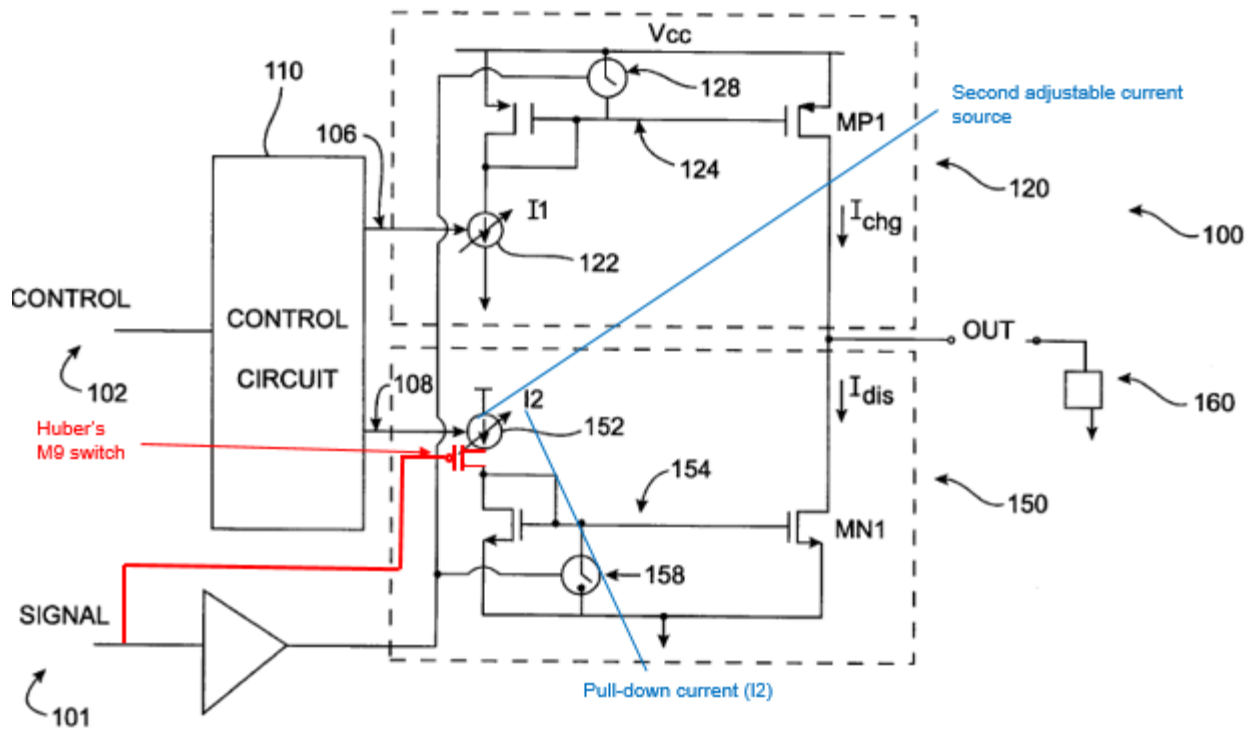 Vcc
110
128
Second adjustable current
source
106
MP1
124
120
I1
Ichg
100
122
CONTROL
CONTROL
CIRCUIT
OUT
102
108
I2
Idis
160
152
Huber's
M9 switch
154
150
MN1
158
SIGNAL
Pull-down current (I2)
101